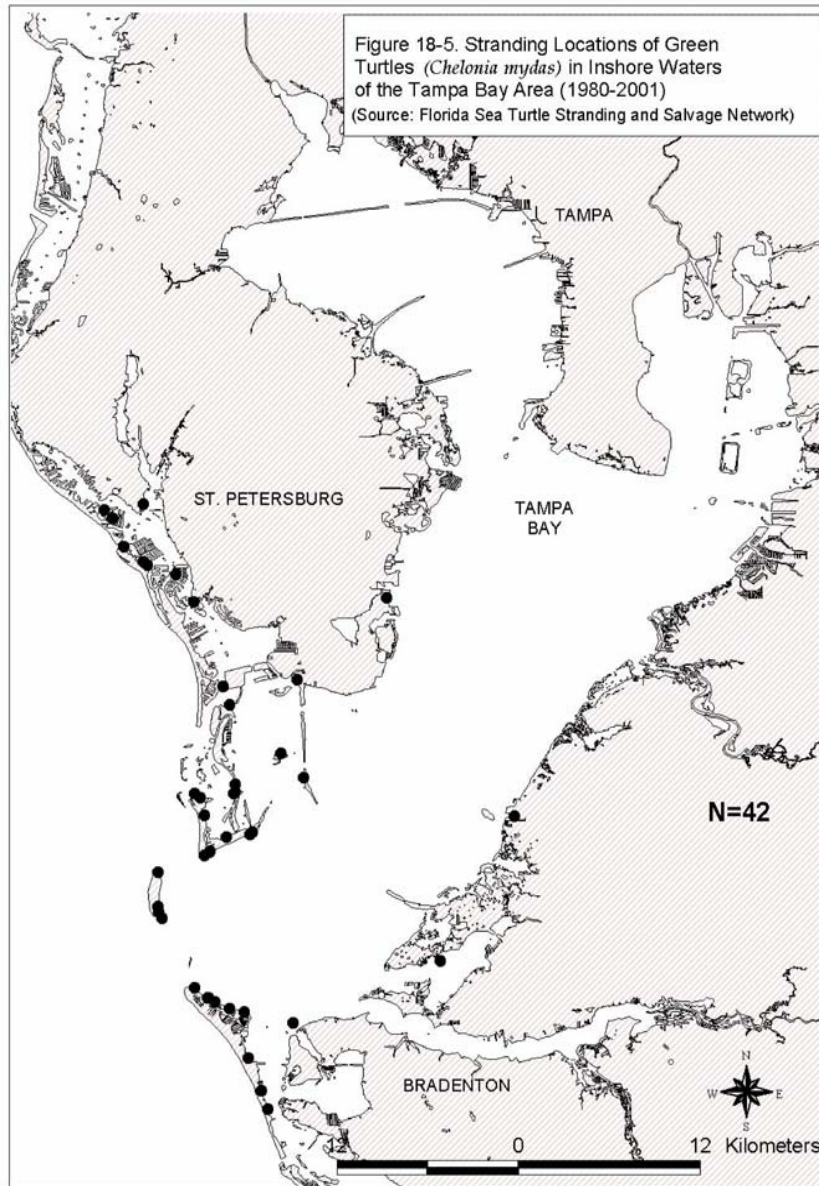 Figure 18-5. Stranding Locations of Green
Turtles (Chelonia mydas) in Inshore Waters
of the Tampa Bay Area (1980-2001)
(Source: Florida Sea Turtle Stranding and Salvage Network)
TAMPA
ST. PETERSBURG
TAMPA
BAY
N=42
BRADENTON
N
W E
S
12 0 12 Kilometers